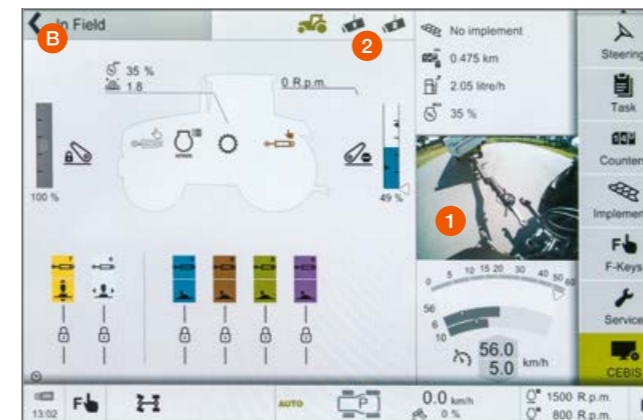 B
In Field
2
35 %
1.8
0 R.p.m.
100 %
49 %
No implement
0.475 km
2.05 litre/h
35 %
1
0 5 10 15 20 30 40 50 60
56
6
10
56.0
5.0 km/h
Steering
Task
Counters
Implement
F
F-Keys
Service
CEBIS
13:02
F
AUTO
P
0.0 km/h
0 %
1500 R.p.m.
800 R.p.m.